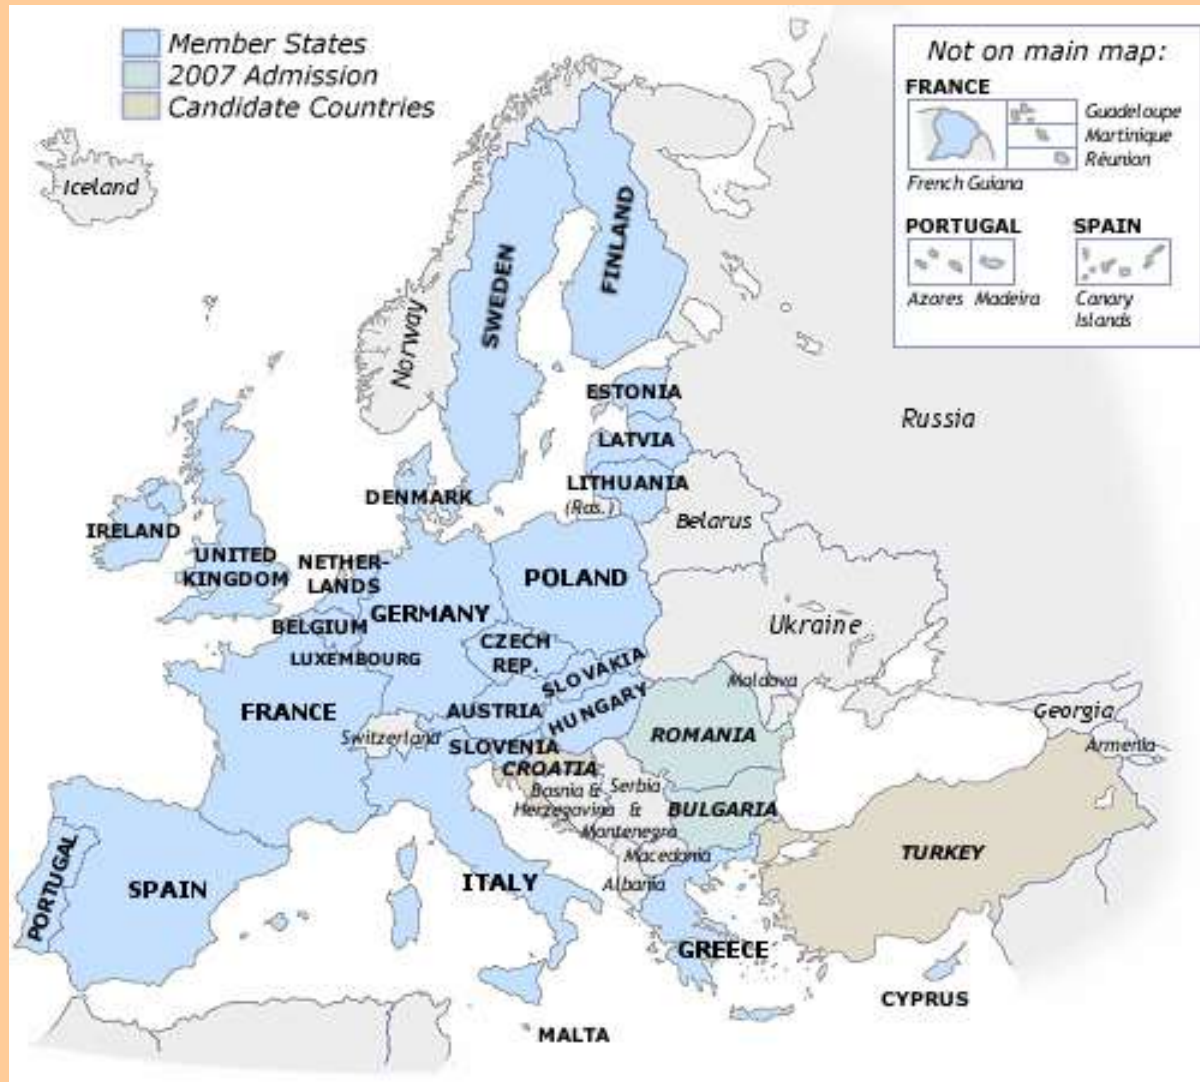 Member States
2007 Admission
Candidate Countries
Not on main map:
FRANCE
Guadeloupe
Martinique
Réunion
French Guiana
PORTUGAL
SPAIN
Azores
Madeira
Canary
Islands
Iceland
FINLAND
SWEDEN
Norway
ESTONIA
Russia
LATVIA
LITHUANIA
(Rus.)
DENMARK
Belarus
IRELAND
UNITED
KINGDOM
NETHER-
LANDS
POLAND
GERMANY
BELGIUM
Ukraine
CZECH
REP.
LUXEMBOURG
SLOVAKIA
Moldova
FRANCE
AUSTRIA
HUNGARY
Georgia
Switzerland
SLOVENIA
ROMANIA
Armenia
CROATIA
Bosnia &
Herzegovina
Serbia
&
Montenegro
BULGARIA
Macedonia
TURKEY
Albania
PORTUGAL
SPAIN
ITALY
GREECE
CYPRUS
MALTA